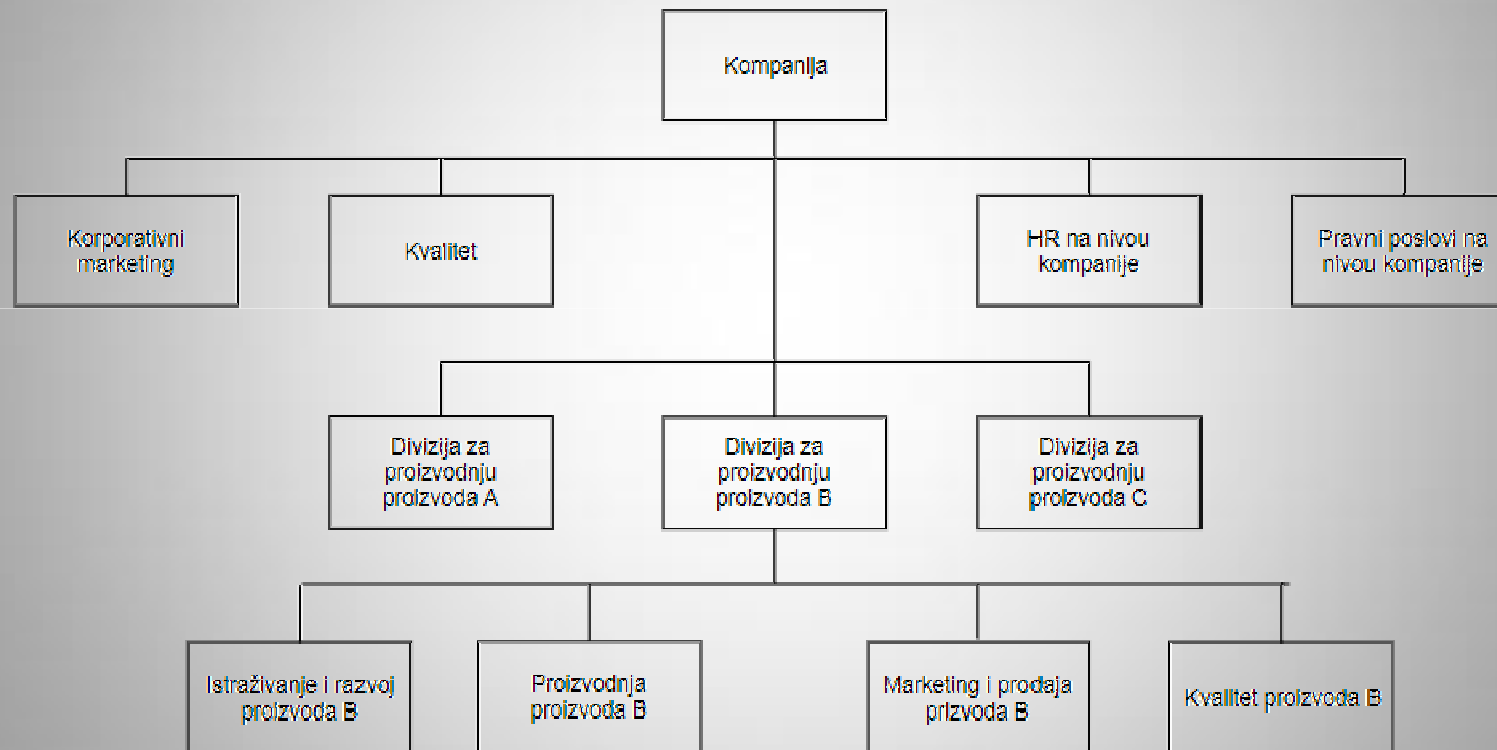 Kompanija
Korporativni
marketing
Kvalitet
HR na nivou
kompanije
Pravni poslovi na
nivou kompanije
Divizija za
proizvodnju
proizvoda A
Divizija za
proizvodnju
proizvoda B
Divizija za
proizvodnju
proizvoda C
Istraživanje i razvoj
proizvoda B
Proizvodnja
proizvoda B
Marketing i prodaja
prizvoda B
Kvalitet proizvoda B